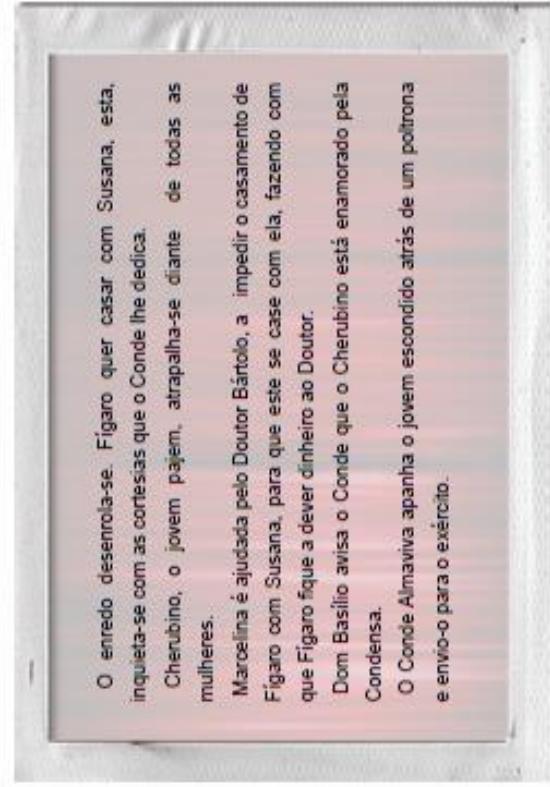 O enredo desenrola-se. Fígaro quer casar com Susana, esta,
inquieta-se com as cortesias que o Conde lhe dedica.
Cherubino, o jovem pajem, atrapalha-se diante de todas as
mulheres.
Marcelina é ajudada pelo Doutor Bártolo, a impedir o casamento de
Fígaro com Susana, para que este se case com ela, fazendo com
que Fígaro fique a dever dinheiro ao Doutor.
Dom Basílio avisa o Conde que o Cherubino está enamorado pela
Condensa.
O Conde Almaviva apanha o jovem escondido atrás de um poltrona
e envio-o para o exército.